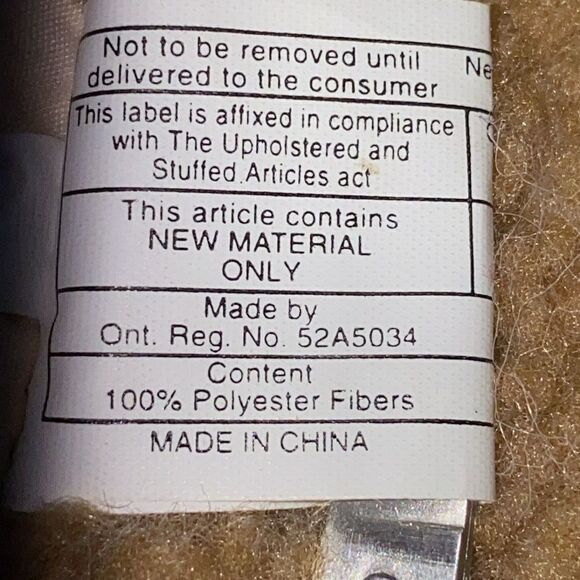 Not to be removed until
delivered to the consumer
This label is affixed in compliance
with The Upholstered and
Stuffed.Articles act
This article contains
NEW MATERIAL
ONLY
Made by
Ont. Reg. No. 52A5034
Content
100% Polyester Fibers
MADE IN CHINA